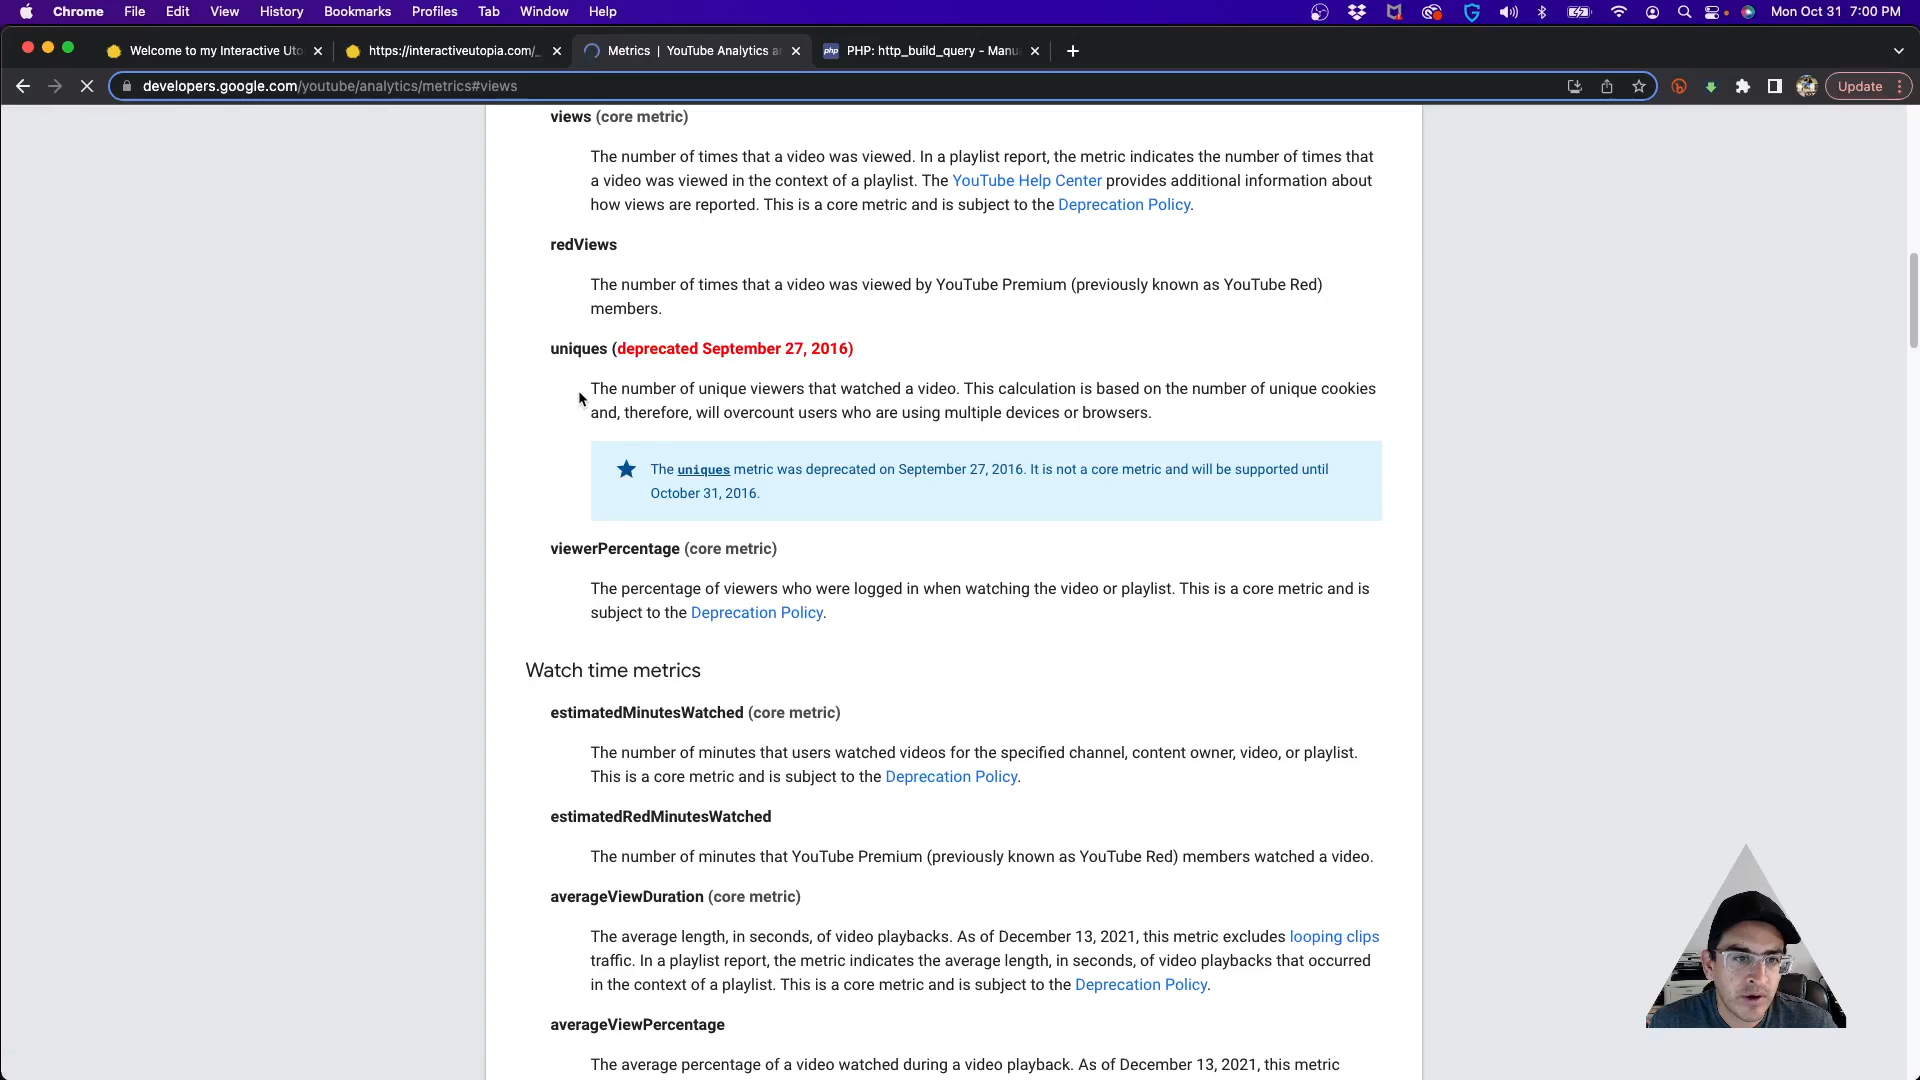 Chrome File Edit View History Bookmarks Profiles Tab Window Help Mon Oct 31 7:00 PM
Welcome to my Interactive Uto https://interactiveutopia.com/_ Metrics | YouTube Analytics a PHP: http_build_query - Manu
developers.google.com/youtube/analytics/metrics#views Update
views (core metric)
The number of times that a video was viewed. In a playlist report, the metric indicates the number of times that
a video was viewed in the context of a playlist. The YouTube Help Center provides additional information about
how views are reported. This is a core metric and is subject to the Deprecation Policy.
redViews
The number of times that a video was viewed by YouTube Premium (previously known as YouTube Red)
members.
uniques (deprecated September 27, 2016)
The number of unique viewers that watched a video. This calculation is based on the number of unique cookies
and, therefore, will overcount users who are using multiple devices or browsers.
The uniques metric was deprecated on September 27, 2016. It is not a core metric and will be supported until
October 31, 2016.
viewerPercentage (core metric)
The percentage of viewers who were logged in when watching the video or playlist. This is a core metric and is
subject to the Deprecation Policy.
Watch time metrics
estimatedMinutesWatched (core metric)
The number of minutes that users watched videos for the specified channel, content owner, video, or playlist.
This is a core metric and is subject to the Deprecation Policy.
estimatedRedMinutesWatched
The number of minutes that YouTube Premium (previously known as YouTube Red) members watched a video.
averageViewDuration (core metric)
The average length, in seconds, of video playbacks. As of December 13, 2021, this metric excludes looping clips
traffic. In a playlist report, the metric indicates the average length, in seconds, of video playbacks that occurred
in the context of a playlist. This is a core metric and is subject to the Deprecation Policy.
averageViewPercentage
The average percentage of a video watched during a video playback. As of December 13, 2021, this metric